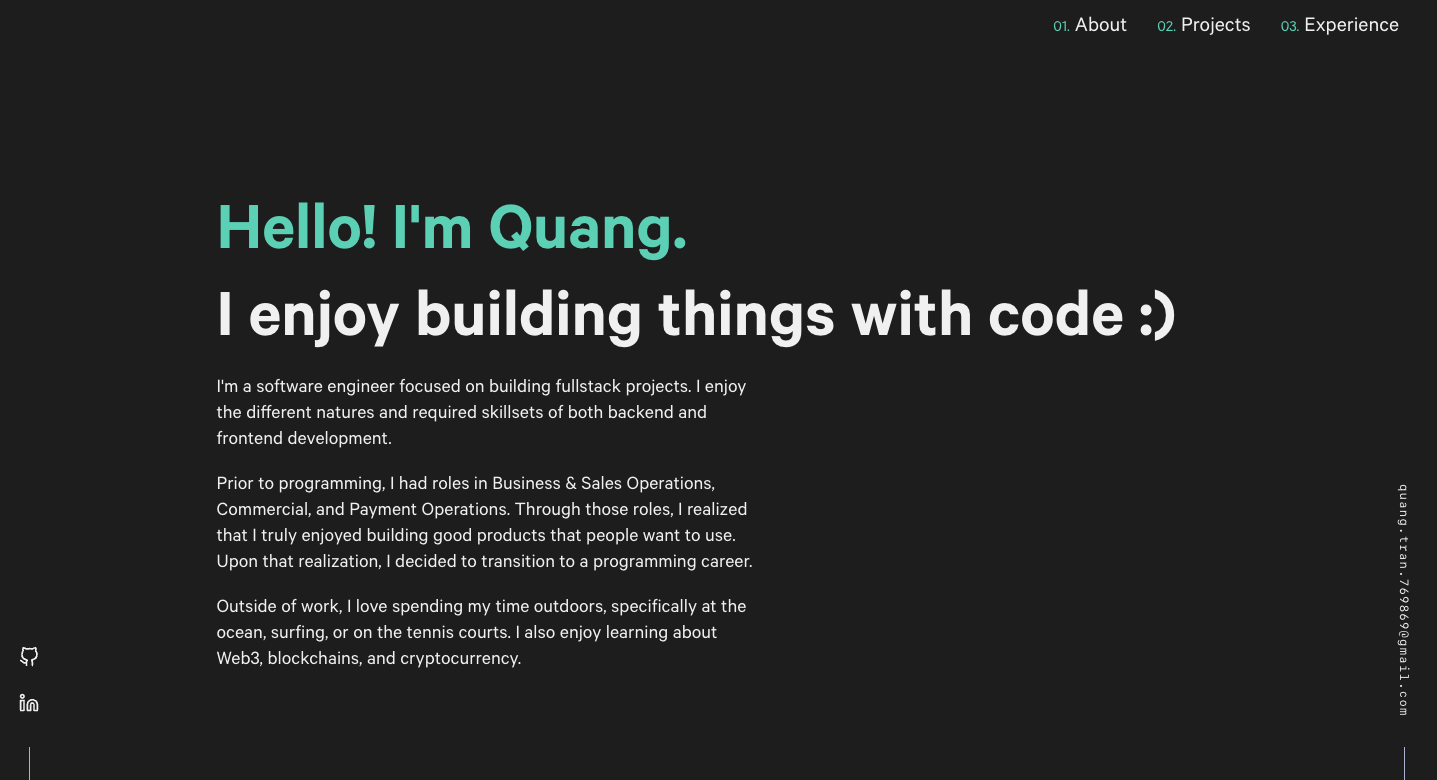 01. About 02. Projects 03. Experience
Hello! I'm Quang.
I enjoy building things with code :)
I'm a software engineer focused on building fullstack projects. I enjoy
the different natures and required skillsets of both backend and
frontend development.
Prior to programming, I had roles in Business & Sales Operations,
Commercial, and Payment Operations. Through those roles, I realized
that I truly enjoyed building good products that people want to use.
Upon that realization, I decided to transition to a programming career.
Outside of work, I love spending my time outdoors, specifically at the
ocean, surfing, or on the tennis courts. I also enjoy learning about
Web3, blockchains, and cryptocurrency.
in
quang.tran.769869@gmail.com